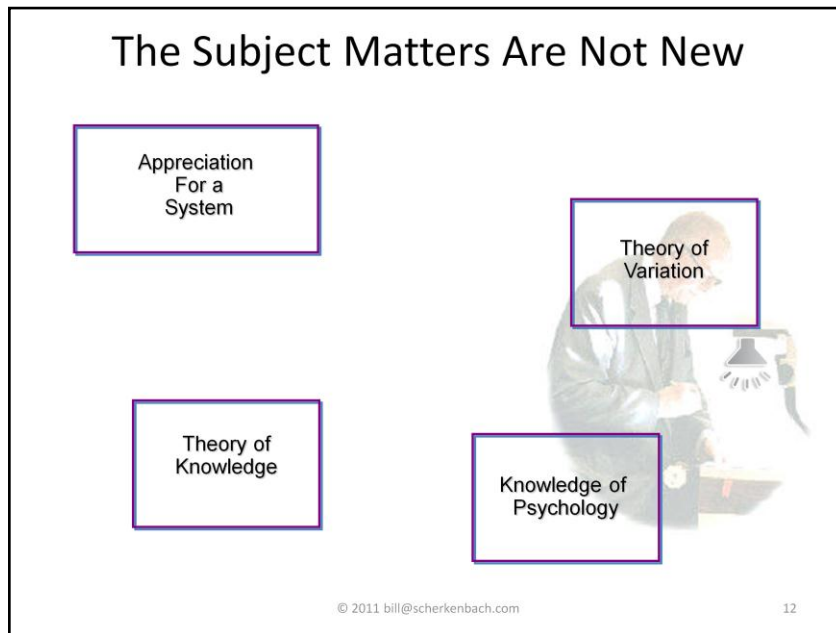 The Subject Matters Are Not New
Appreciation
For a
System
Theory of
Variation
Theory of
Knowledge
Knowledge of
Psychology
© 2011 bill@scherkenbach.com
12